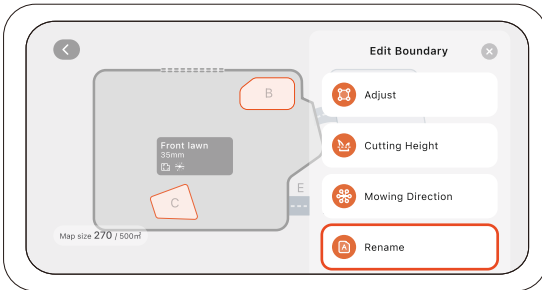 Edit Boundary
B
Adjust
Front lawn
35mm
Cutting Height
E
Mowing Direction
C
Map size 270 / 500㎡
A
Rename